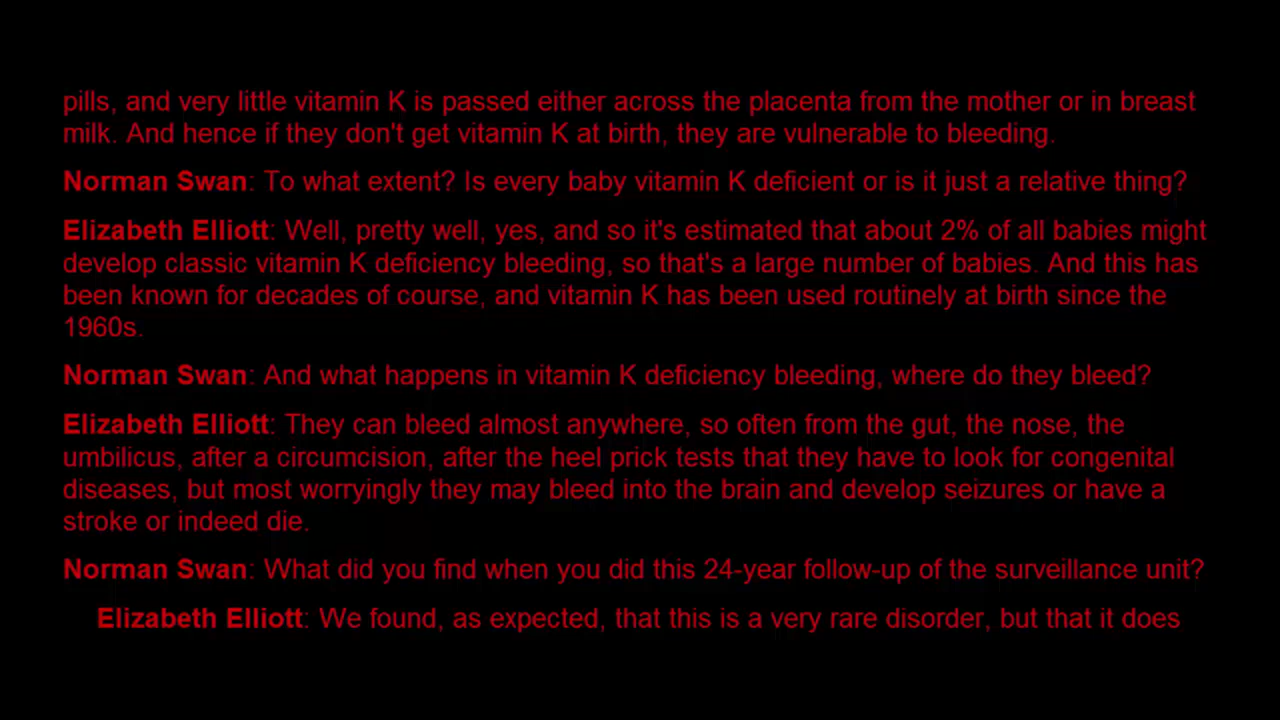 pills, and very little vitamin K is passed either across the placenta from the mother or in breast
milk. And hence if they don't get vitamin K at birth, they are vulnerable to bleeding.
Norman Swan: To what extent? Is every baby vitamin K deficient or is it just a relative thing?
Elizabeth Elliott: Well, pretty well, yes, and so it's estimated that about 2% of all babies might
develop classic vitamin K deficiency bleeding, so that's a large number of babies. And this has
been known for decades of course, and vitamin K has been used routinely at birth since the
1960s.
Norman Swan: And what happens in vitamin K deficiency bleeding, where do they bleed?
Elizabeth Elliott: They can bleed almost anywhere, so often from the gut, the nose, the
umbilicus, after a circumcision, after the heel prick tests that they have to look for congenital
diseases, but most worryingly they may bleed into the brain and develop seizures or have a
stroke or indeed die.
Norman Swan: What did you find when you did this 24-year follow-up of the surveillance unit?
Elizabeth Elliott: We found, as expected, that this is a very rare disorder, but that it does